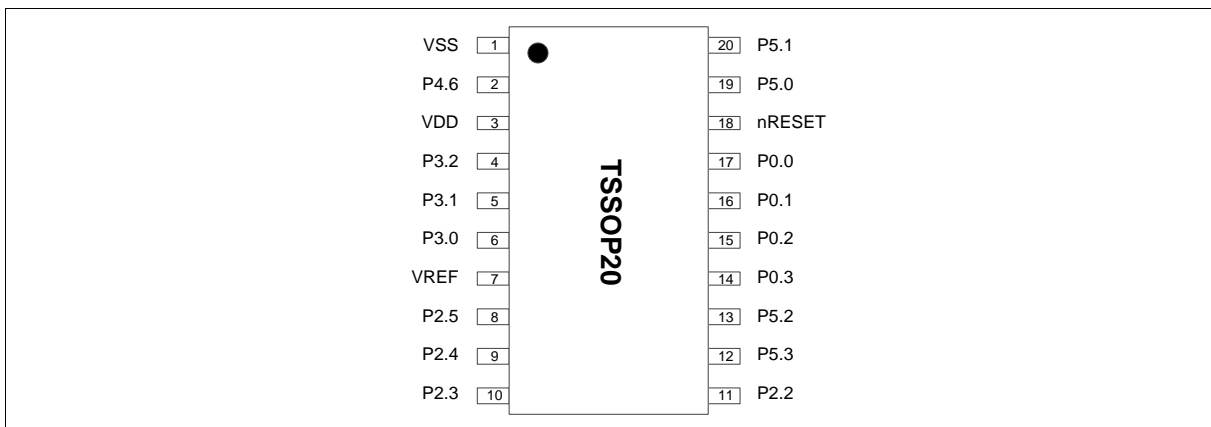 VSS 1 20 P5.1
P4.6 2 19 P5.0
VDD 3 18 nRESET
P3.2 4 17 P0.0
P3.1 5 16 P0.1
P3.0 6 15 P0.2
VREF 7 14 P0.3
P2.5 8 13 P5.2
P2.4 9 12 P5.3
P2.3 10 11 P2.2
TSSOP20